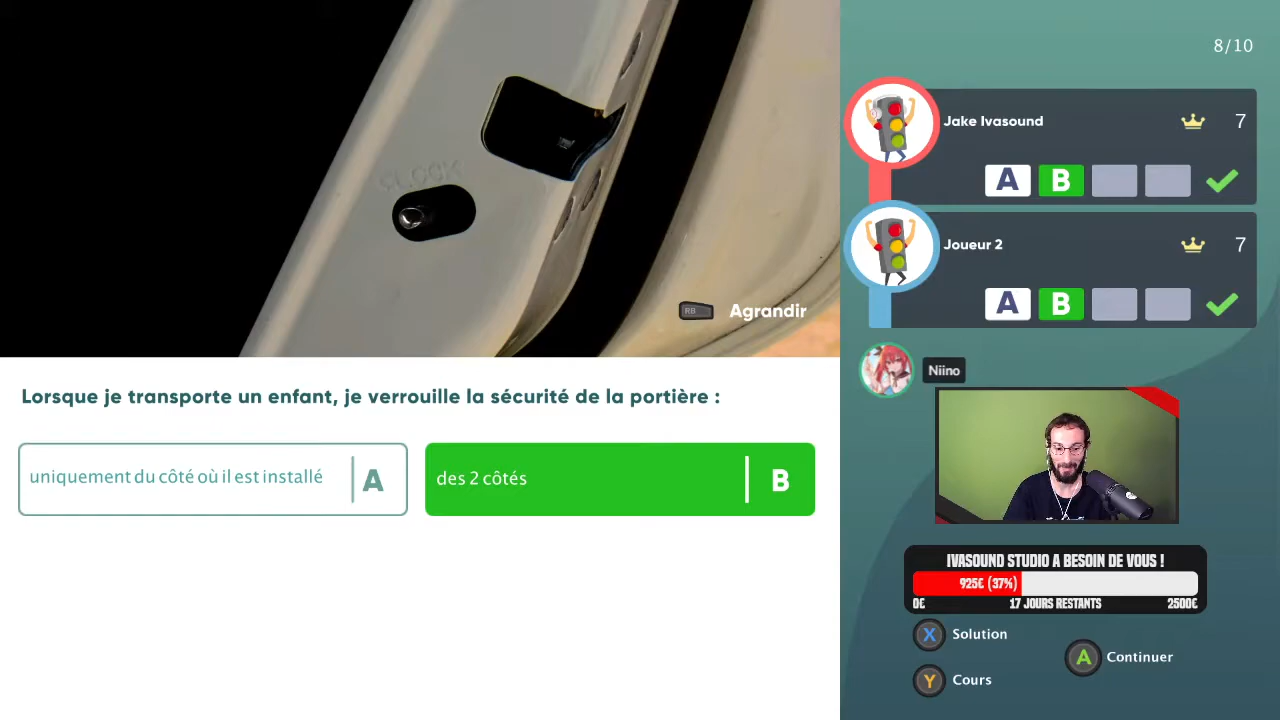 8/10
Jake Ivasound
7
A B
Joueur 2
7
A B
Niino
RB
Agrandir
Lorsque je transporte un enfant, je verrouille la sécurité de la portière :
uniquement du côté où il est installé
A
des 2 côtés
B
IVASOUND STUDIO A BESOIN DE VOUS !
925€ (37%)
0€
17 JOURS RESTANTS
2500€
X Solution
A Continuer
Y Cours